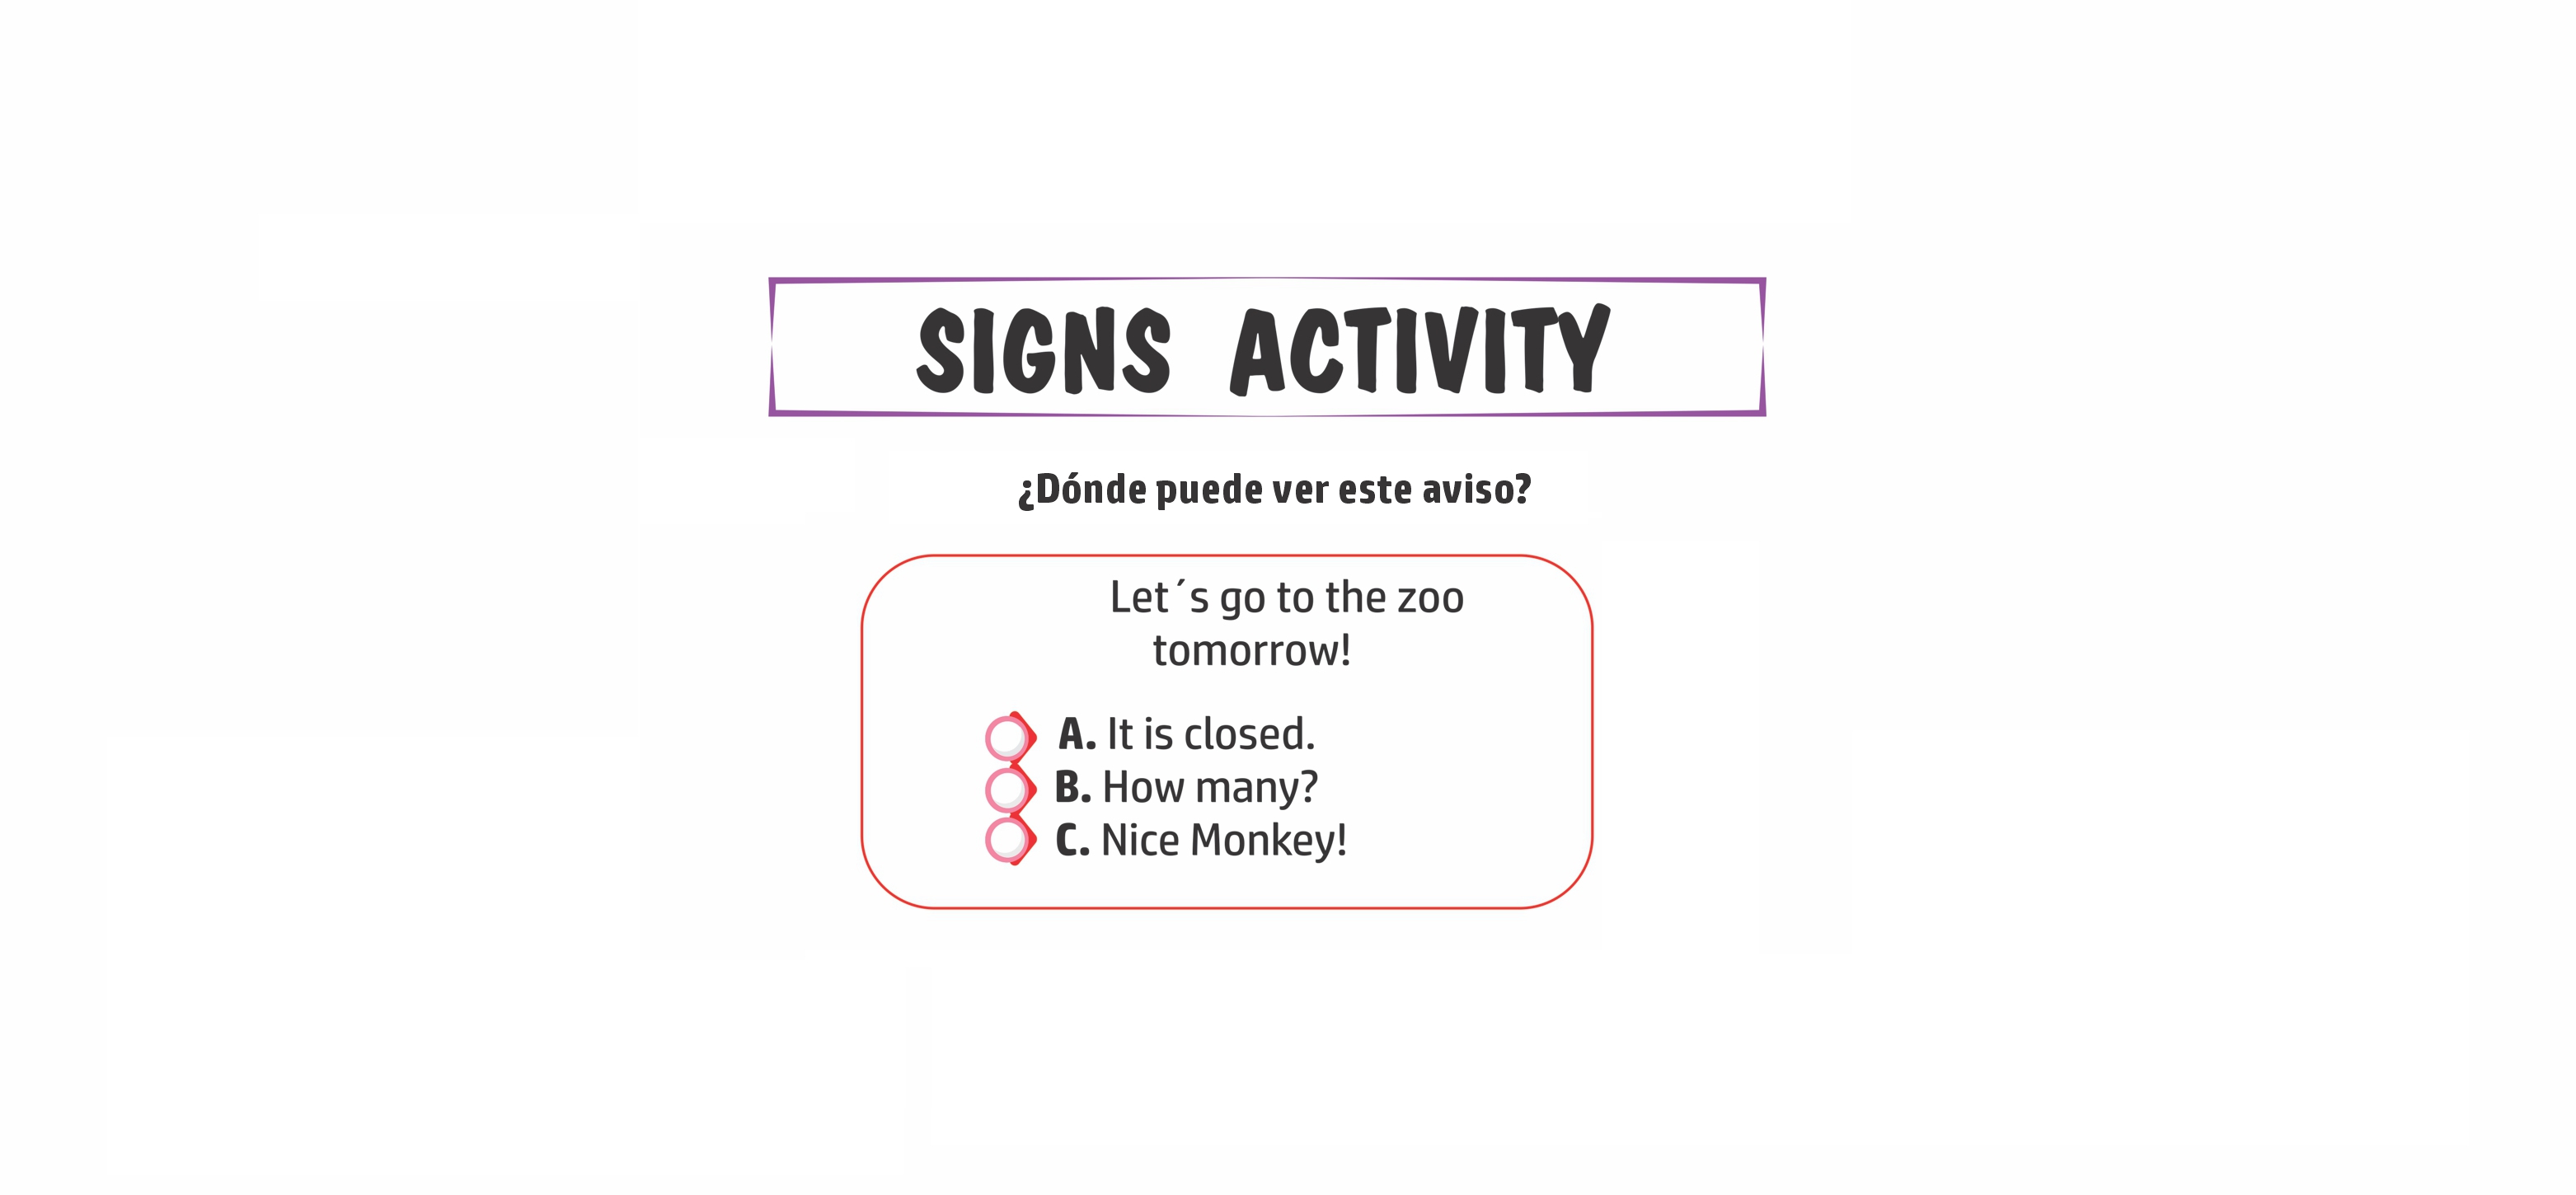 SIGNS ACTIVITY
¿Dónde puede ver este aviso?
Let´s go to the zoo
tomorrow!
A. It is closed.
B. How many?
C. Nice Monkey!